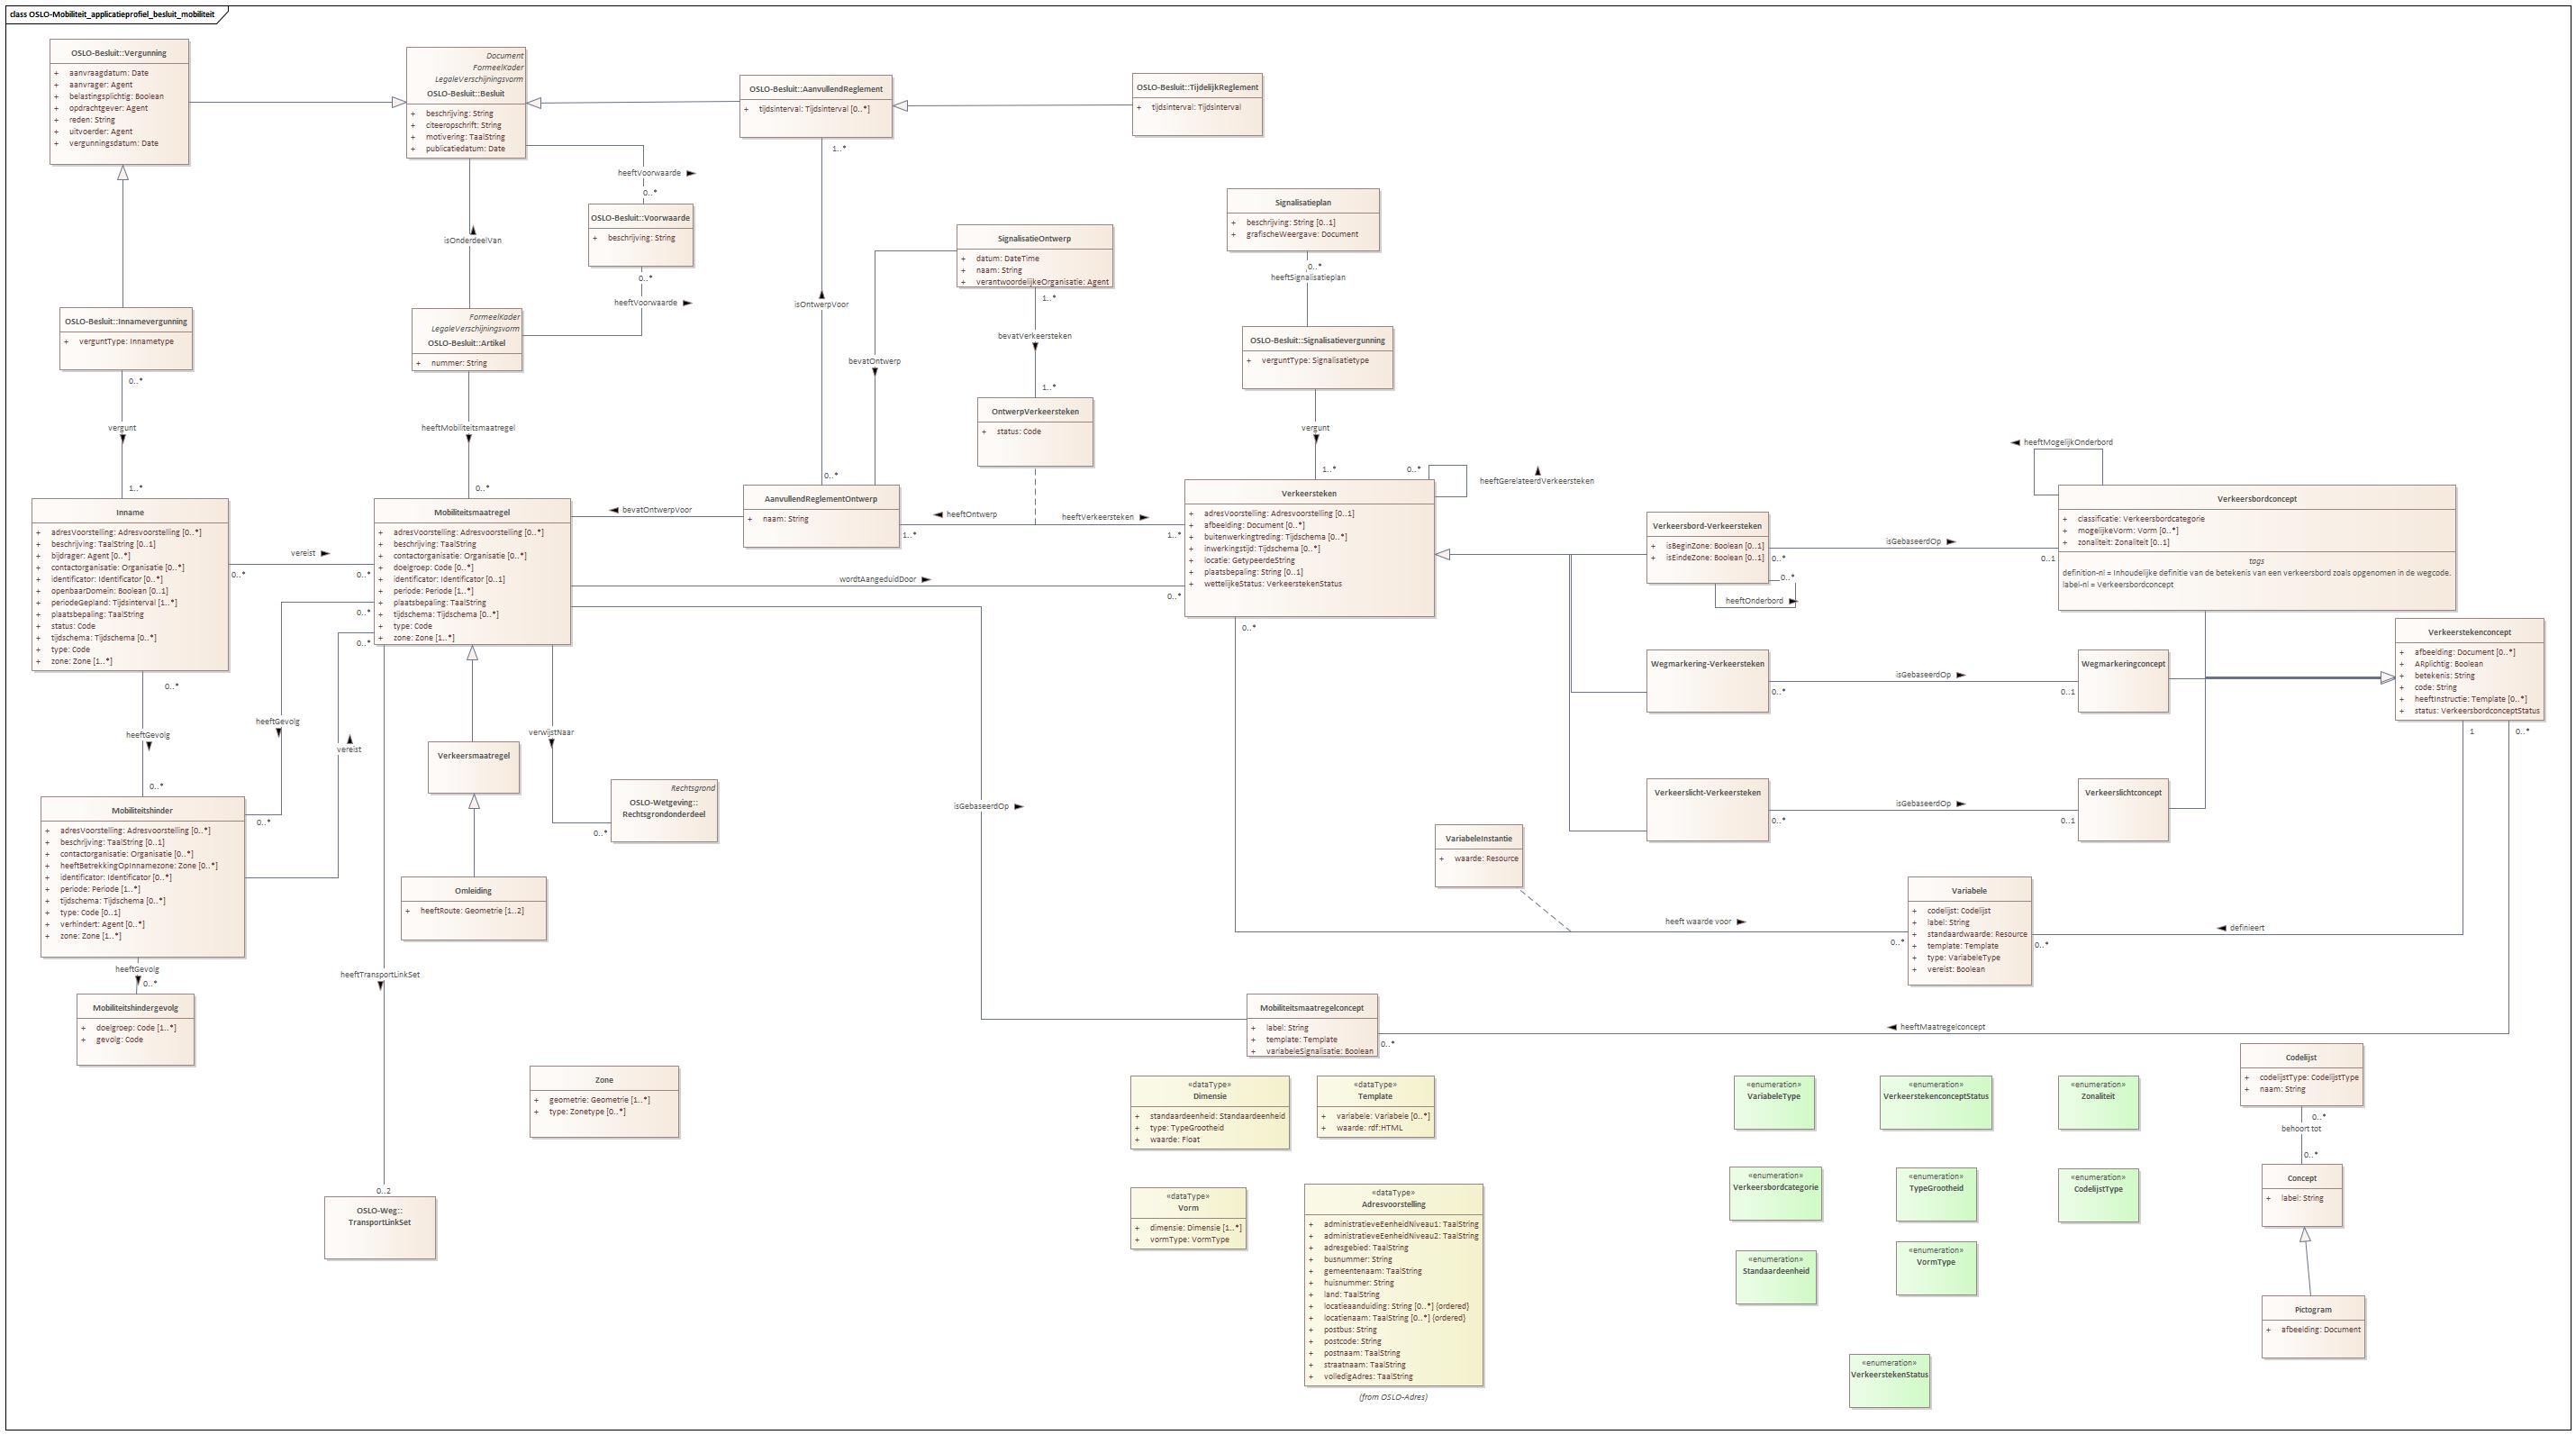 class OSLO-Mobiliteit_applicatieprofiel_besluit_mobiliteit
OSLO-Besluit::Vergunning
+ aanvraagdatum: Date
+ aanvrager: Agent
+ belastingsplichtig: Boolean
+ opdrachtgever: Agent
+ reden: String
+ uitvoerder: Agent
+ vergunningsdatum: Date
Document
FormeelKader
LegaleVerschijningsvorm
OSLO-Besluit::Besluit
+ beschrijving: String
+ citeeropschrift: String
+ motivering: TaalString
+ publicatiedatum: Date
OSLO-Besluit::AanvullendReglement
+ tijdsinterval: Tijdsinterval [0..*]
OSLO-Besluit::TijdelijkReglement
+ tijdsinterval: Tijdsinterval
1..*
heeftVoorwaarde
0..*
OSLO-Besluit::Voorwaarde
+ beschrijving: String
0..*
heeftVoorwaarde
isOnderdeelVan
SignalisatieOntwerp
+ datum: DateTime
+ naam: String
+ verantwoordelijkeOrganisatie: Agent
1..*
bevatVerkeersteken
1..*
Signalisatieplan
+ beschrijving: String [0..1]
+ grafischeWeergave: Document
0..*
heeftSignalisatieplan
OSLO-Besluit::Innamevergunning
+ verguntType: Innametype
0..*
vergunt
1..*
FormeelKader
LegaleVerschijningsvorm
OSLO-Besluit::Artikel
+ nummer: String
heeftMobiliteitsmaatregel
0..*
isOntwerpVoor
0..*
bevatOntwerp
OntwerpVerkeersteken
+ status: Code
OSLO-Besluit::Signalisatievergunning
+ verguntType: Signalisatietype
vergunt
1..*
0..*
heeftGerelateerdVerkeersteken
heeftMogelijkOnderbord
Inname
+ adresVoorstelling: Adresvoorstelling [0..*]
+ beschrijving: TaalString [0..1]
+ bijdrager: Agent [0..*]
+ contactorganisatie: Organisatie [0..*]
+ identificator: Identificator [0..*]
+ openbaarDomein: Boolean [0..1]
+ periodeGepland: Tijdsinterval [1..*]
+ plaatsbepaling: TaalString
+ status: Code
+ tijdschema: Tijdschema [0..*]
+ type: Code
+ zone: Zone [1..*]
vereist
0..*
0..*
0..*
0..*
Mobiliteitsmaatregel
+ adresVoorstelling: Adresvoorstelling [0..*]
+ beschrijving: TaalString
+ contactorganisatie: Organisatie [0..*]
+ doelgroep: Code [0..*]
+ identificator: Identificator [0..1]
+ periode: Periode [1..*]
+ plaatsbepaling: TaalString
+ tijdschema: Tijdschema [0..*]
+ type: Code
+ zone: Zone [1..*]
bevatOntwerpVoor
AanvullendReglementOntwerp
+ naam: String
heeftOntwerp
heeftVerkeersteken
1..*
1..*
wordtAangeduidDoor
0..*
Verkeersteken
+ adresVoorstelling: Adresvoorstelling [0..1]
+ afbeelding: Document [0..*]
+ buitenwerkingtreding: Tijdschema [0..*]
+ inwerkingstijd: Tijdschema [0..*]
+ locatie: GetypeerdeString
+ plaatsbepaling: String [0..1]
+ wettelijkeStatus: VerkeerstekenStatus
0..*
Verkeersbord-Verkeersteken
+ isBeginZone: Boolean [0..1]
+ isEindeZone: Boolean [0..1]
0..*
0..*
heeftOnderbord
isGebaseerdOp
0..1
Verkeersbordconcept
+ classificatie: Verkeersbordcategorie
+ mogelijkeVorm: Vorm [0..*]
+ zonaliteit: Zonaliteit [0..1]
tags
definition-nl = Inhoudelijke definitie van de betekenis van een verkeersbord zoals opgenomen in de wegcode.
label-nl = Verkeersbordconcept
Wegmarkering-Verkeersteken
0..*
isGebaseerdOp
0..1
Wegmarkeringconcept
Verkeerstekenconcept
+ afbeelding: Document [0..*]
+ ARplichtig: Boolean
+ betekenis: String
+ code: String
+ heeftInstructie: Template [0..*]
+ status: VerkeersbordconceptStatus
1
0..*
0..*
heeftGevolg
0..*
heeftGevolg
0..*
vereist
Verkeersmaatregel
verwijstNaar
0..*
Rechtsgrond
OSLO-Wetgeving::
Rechtsgrondonderdeel
isGebaseerdOp
Verkeerslicht-Verkeersteken
0..*
isGebaseerdOp
0..1
Verkeerslichtconcept
Mobiliteitshinder
+ adresVoorstelling: Adresvoorstelling [0..*]
+ beschrijving: TaalString [0..1]
+ contactorganisatie: Organisatie [0..*]
+ heeftBetrekkingOpInnamezone: Zone [0..*]
+ identificator: Identificator [0..*]
+ periode: Periode [1..*]
+ tijdschema: Tijdschema [0..*]
+ type: Code [0..1]
+ verhindert: Agent [0..*]
+ zone: Zone [1..*]
Omleiding
+ heeftRoute: Geometrie [1..2]
VariabeleInstantie
+ waarde: Resource
heeft waarde voor
0..*
Variabele
+ codelijst: Codelijst
+ label: String
+ standaardwaarde: Resource
+ template: Template
+ type: VariabeleType
+ vereist: Boolean
0..*
definieert
heeftGevolg
0..*
Mobiliteitshindergevolg
+ doelgroep: Code [1..*]
+ gevolg: Code
heeftTransportLinkSet
0..2
OSLO-Weg::
TransportLinkSet
Mobiliteitsmaatregelconcept
+ label: String
+ template: Template
+ variabeleSignalisatie: Boolean
0..*
heeftMaatregelconcept
Zone
+ geometrie: Geometrie [1..*]
+ type: Zonetype [0..*]
«dataType»
Dimensie
+ standaardeenheid: Standaardeenheid
+ type: TypeGrootheid
+ waarde: Float
«dataType»
Template
+ variabele: Variabele [0..*]
+ waarde: rdf:HTML
«enumeration»
VariabeleType
«enumeration»
VerkeerstekenconceptStatus
«enumeration»
Zonaliteit
Codelijst
+ codelijstType: CodelijstType
+ naam: String
0..*
behoort tot
0..*
Concept
+ label: String
«dataType»
Vorm
+ dimensie: Dimensie [1..*]
+ vormType: VormType
«dataType»
Adresvoorstelling
+ administratieveEenheidNiveau1: TaalString
+ administratieveEenheidNiveau2: TaalString
+ adresgebied: TaalString
+ busnummer: String
+ gemeentenaam: TaalString
+ huisnummer: String
+ land: TaalString
+ locatieaanduiding: String [0..*] {ordered}
+ locatienaam: TaalString [0..*] {ordered}
+ postbus: String
+ postcode: String
+ postnaam: TaalString
+ straatnaam: TaalString
+ volledigAdres: TaalString
(from OSLO-Adres)
«enumeration»
Verkeersbordcategorie
«enumeration»
TypeGrootheid
«enumeration»
CodelijstType
«enumeration»
Standaardeenheid
«enumeration»
VormType
Pictogram
+ afbeelding: Document
«enumeration»
VerkeerstekenStatus